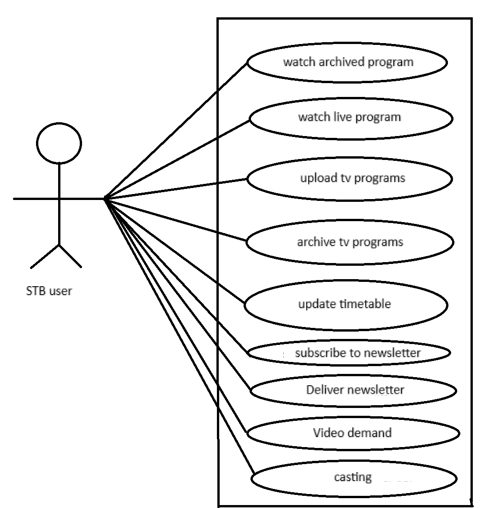 watch archived program
watch live program
upload tv programs
archive tv programs
STB user
update timetable
subscribe to newsletter
Deliver newsletter
Video demand
casting